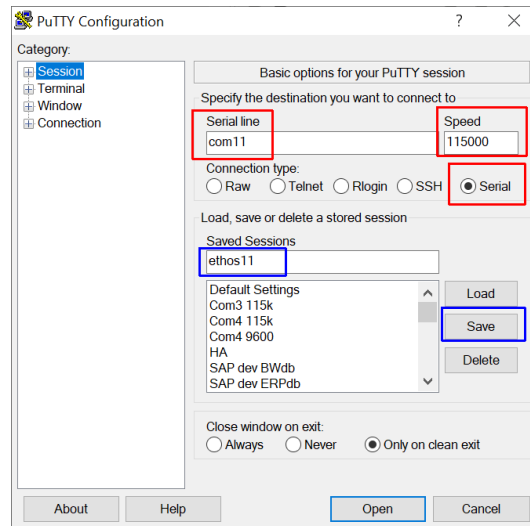 PuTTY Configuration ? ×
Category:
Session
Terminal
Window
Connection
Basic options for your PuTTY session
Specify the destination you want to connect to
Serial line Speed
com11 115000
Connection type:
Raw Telnet Rlogin SSH Serial
Load, save or delete a stored session
Saved Sessions
ethos11
Default Settings Load
Com3 115k
Com4 115k Save
Com4 9600
HA Delete
SAP dev BWdb
SAP dev ERPdb
Close window on exit:
Always Never Only on clean exit
About Help Open Cancel